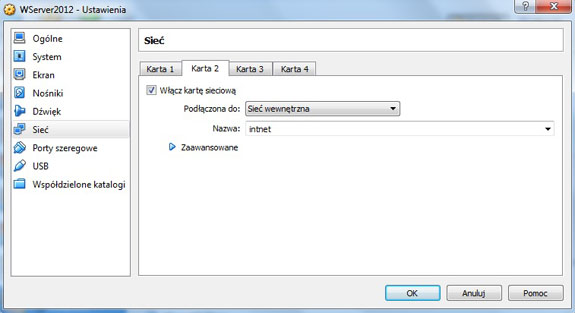 WServer2012 - Ustawienia
Ogólne
System
Ekran
Nośniki
Dźwięk
Sieć
Porty szeregowe
USB
Współdzielone katalogi
Sieć
Karta 1 Karta 2 Karta 3 Karta 4
Włącz kartę sieciową
Podłączona do: Sieć wewnętrzna
Nazwa: intnet
Zaawansowane
OK Anuluj Pomoc